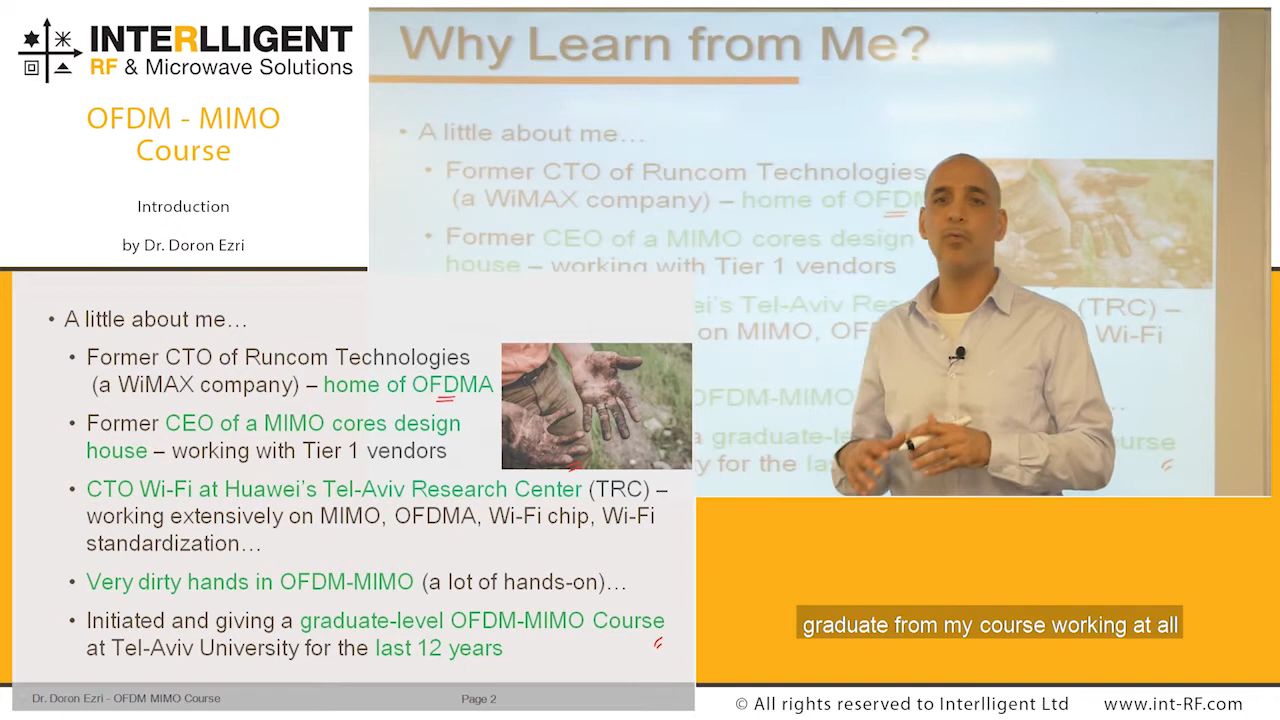 INTERLLIGENT
RF & Microwave Solutions
OFDM - MIMO
Course
Introduction
by Dr. Doron Ezri
Why Learn from Me?
• A little about me…
• Former CTO of Runcom Technologies
(a WiMAX company) – home of OFDM
• Former CEO of a MIMO cores design
house – working with Tier 1 vendors
ei's Tel-Aviv Res (TRC) –
on MIMO, OF Wi-Fi
OFDM-MIMO …
a graduate-lev ourse
y for the la
• A little about me…
• Former CTO of Runcom Technologies
(a WiMAX company) – home of OFDMA
• Former CEO of a MIMO cores design
house – working with Tier 1 vendors
• CTO Wi-Fi at Huawei's Tel-Aviv Research Center (TRC) –
working extensively on MIMO, OFDMA, Wi-Fi chip, Wi-Fi
standardization…
• Very dirty hands in OFDM-MIMO (a lot of hands-on)…
• Initiated and giving a graduate-level OFDM-MIMO Course
at Tel-Aviv University for the last 12 years
Dr. Doron Ezri - OFDM MIMO Course Page 2
graduate from my course working at all
© All rights reserved to Interlligent Ltd www.int-RF.com